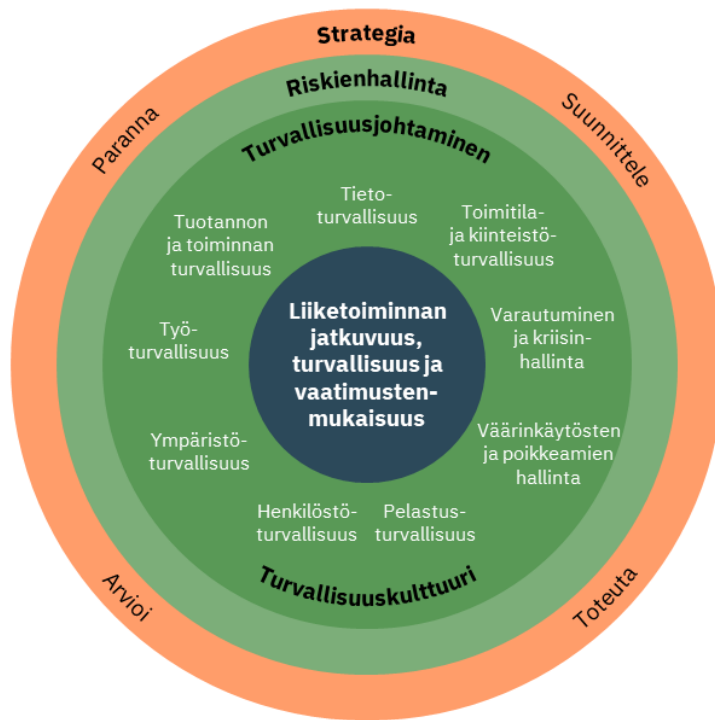 Strategia
Riskienhallinta
Turvallisuusjohtaminen
Paranna
Suunnittele
Tieto-
turvallisuus
Tuotannon
ja toiminnan
turvallisuus
Toimitila-
ja kiinteistö-
turvallisuus
Työ-
turvallisuus
Liiketoiminnan
jatkuvuus,
turvallisuus ja
vaatimusten-
mukaisuus
Varautuminen
ja kriisin-
hallinta
Ympäristö-
turvallisuus
Väärinkäytösten
ja poikkeamien
hallinta
Henkilöstö-
turvallisuus
Pelastus-
turvallisuus
Turvallisuuskulttuuri
Arvioi
Toteuta